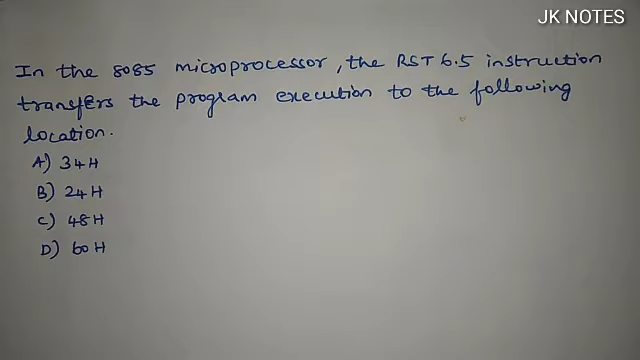 JK NOTES
In the 8085 microprocessor, the RST 6.5 instruction
transfers the program execution to the following
location.
A) 34H
B) 24H
C) 48H
D) 60H